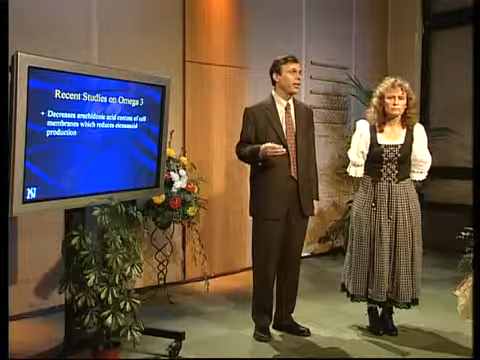 Recent Studies on Omega 3
Decreases arachidonic acid content of cell
membranes which reduces eicosanoid
production
N